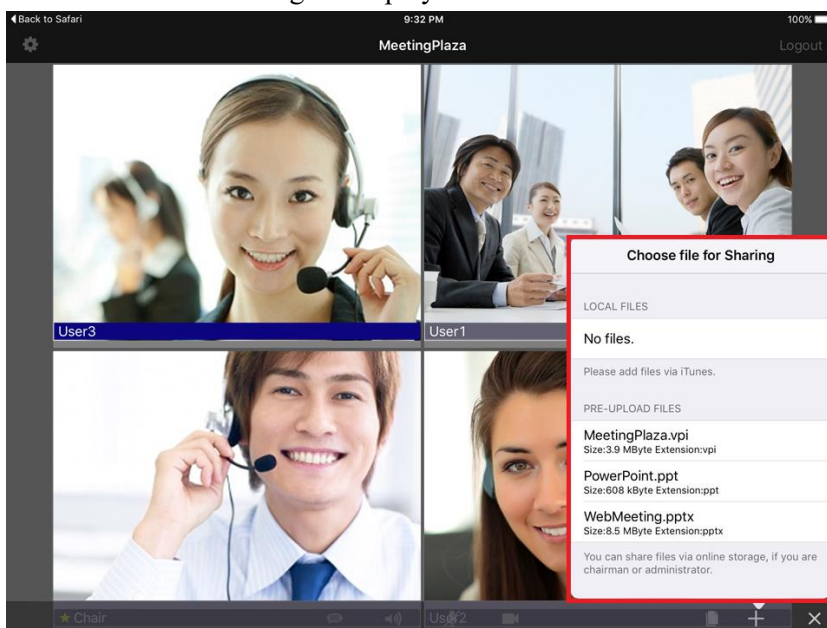 Back to Safari 9:32 PM 100%
MeetingPlaza Logout
User3 User1
Choose file for Sharing
LOCAL FILES
No files.
Please add files via iTunes.
PRE-UPLOAD FILES
MeetingPlaza.vpi
Size:3.9 MByte Extension:vpi
PowerPoint.ppt
Size:608 kByte Extension:ppt
WebMeeting.pptx
Size:8.5 MByte Extension:pptx
You can share files via online storage, if you are
chairman or administrator.
Chair User2